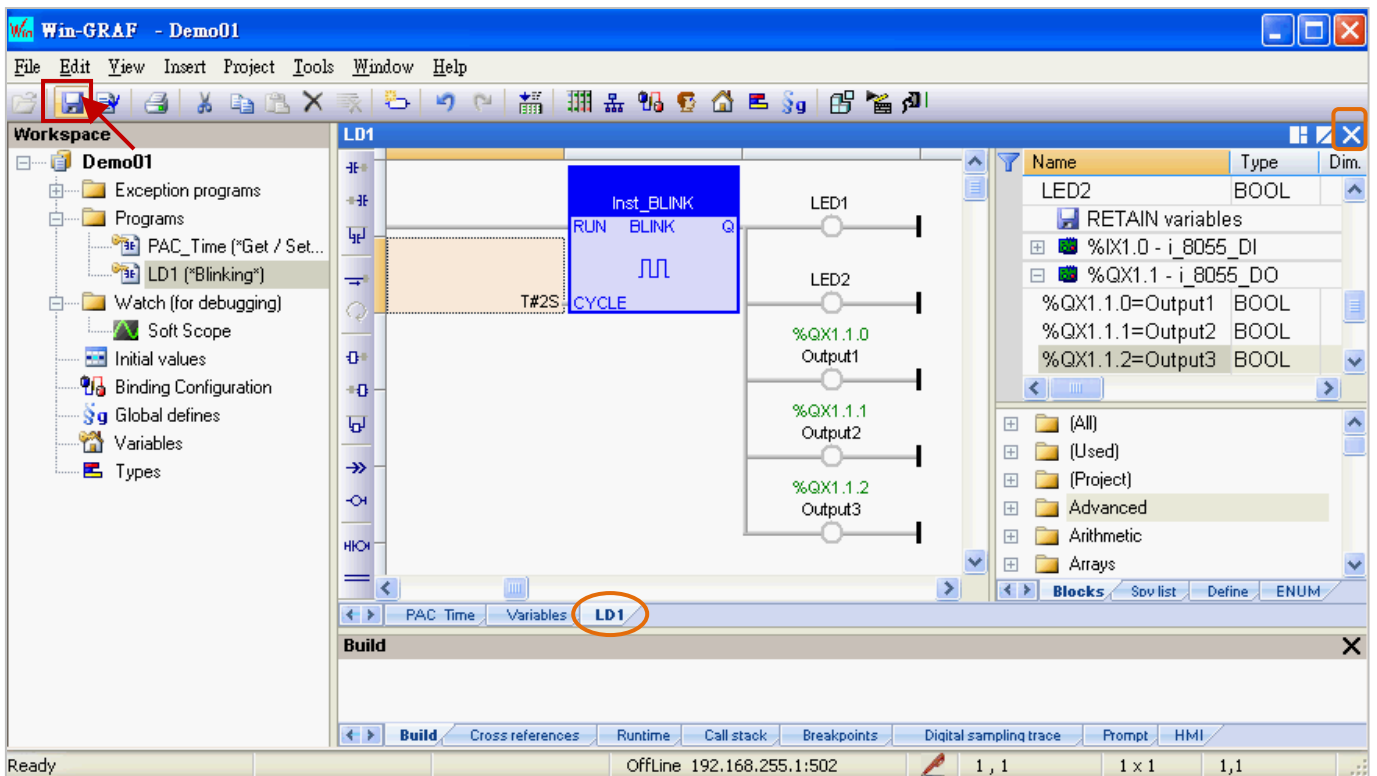 Win-GRAF - Demo01
File Edit View Insert Project Tools Window Help
Workspace
Demo01
Exception programs
Programs
PAC_Time (*Get / Set...
LD1 (*Blinking*)
Watch (for debugging)
Soft Scope
Initial values
Binding Configuration
Global defines
Variables
Types
LD1
Inst_BLINK
RUN BLINK Q
T#2S CYCLE
LED1
LED2
%QX1.1.0
Output1
%QX1.1.1
Output2
%QX1.1.2
Output3
Name Type Dim.
LED2 BOOL
RETAIN variables
%IX1.0 - i_8055_DI
%QX1.1 - i_8055_DO
%QX1.1.0=Output1 BOOL
%QX1.1.1=Output2 BOOL
%QX1.1.2=Output3 BOOL
(All)
(Used)
(Project)
Advanced
Arithmetic
Arrays
Blocks Spy list Define ENUM
PAC_Time Variables LD1
Build
Build Cross references Runtime Call stack Breakpoints Digital sampling trace Prompt HMI
Ready OffLine 192.168.255.1:502 1 , 1 1 x 1 1,1